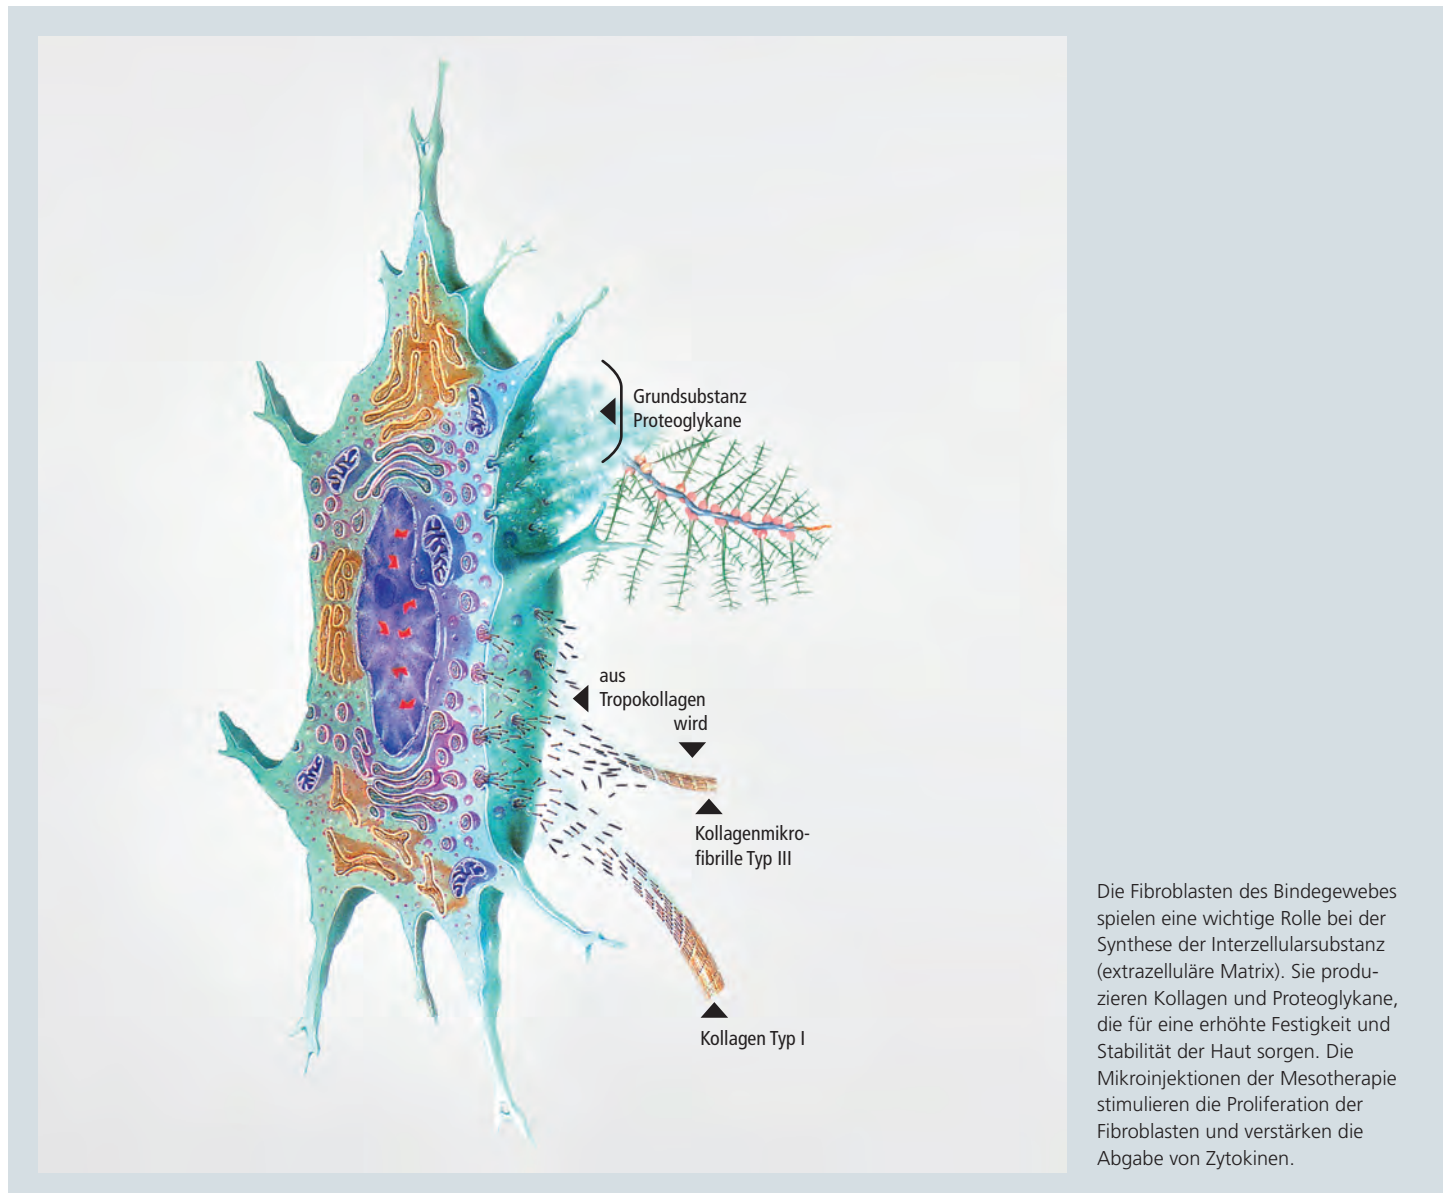 Grundsubstanz
Proteoglykane
aus
Tropokollagen
wird
Kollagenmikro-
fibrille Typ III
Kollagen Typ I
Die Fibroblasten des Bindegewebes
spielen eine wichtige Rolle bei der
Synthese der Interzellularsubstanz
(extrazelluläre Matrix). Sie produ-
zieren Kollagen und Proteoglykane,
die für eine erhöhte Festigkeit und
Stabilität der Haut sorgen. Die
Mikroinjektionen der Mesotherapie
stimulieren die Proliferation der
Fibroblasten und verstärken die
Abgabe von Zytokinen.